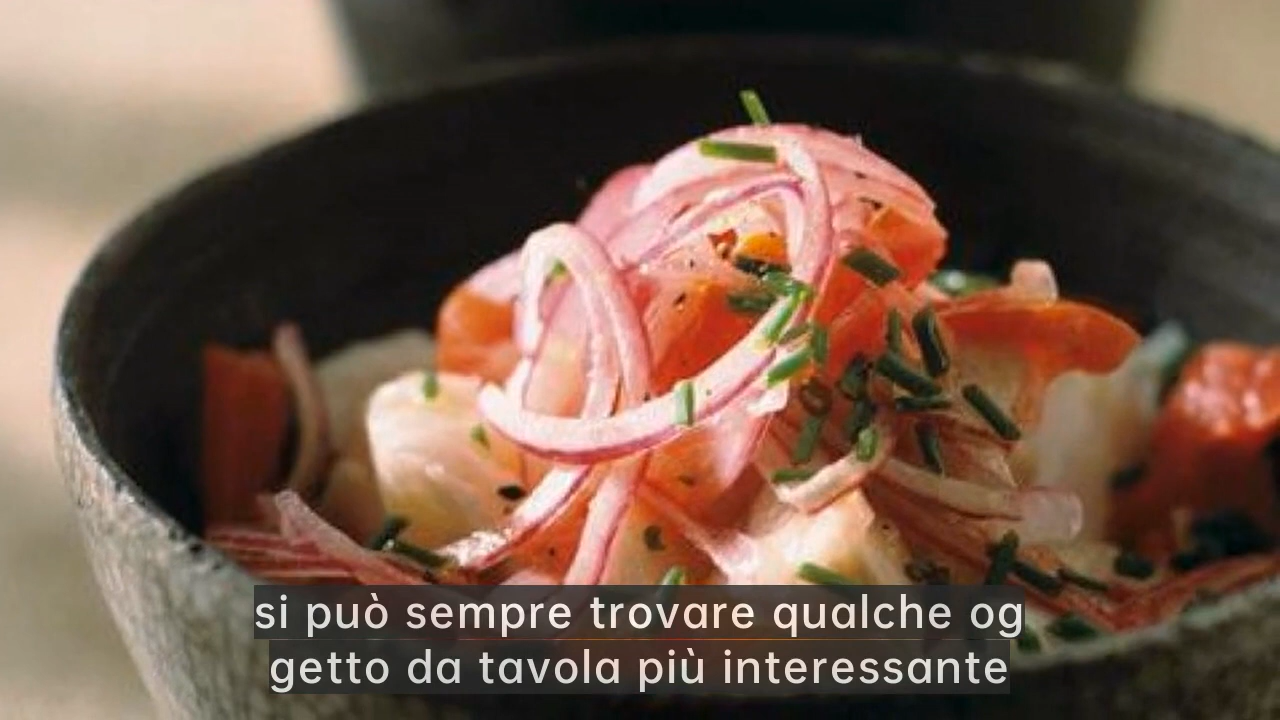 si può sempre trovare qualche og
getto da tavola più interessante